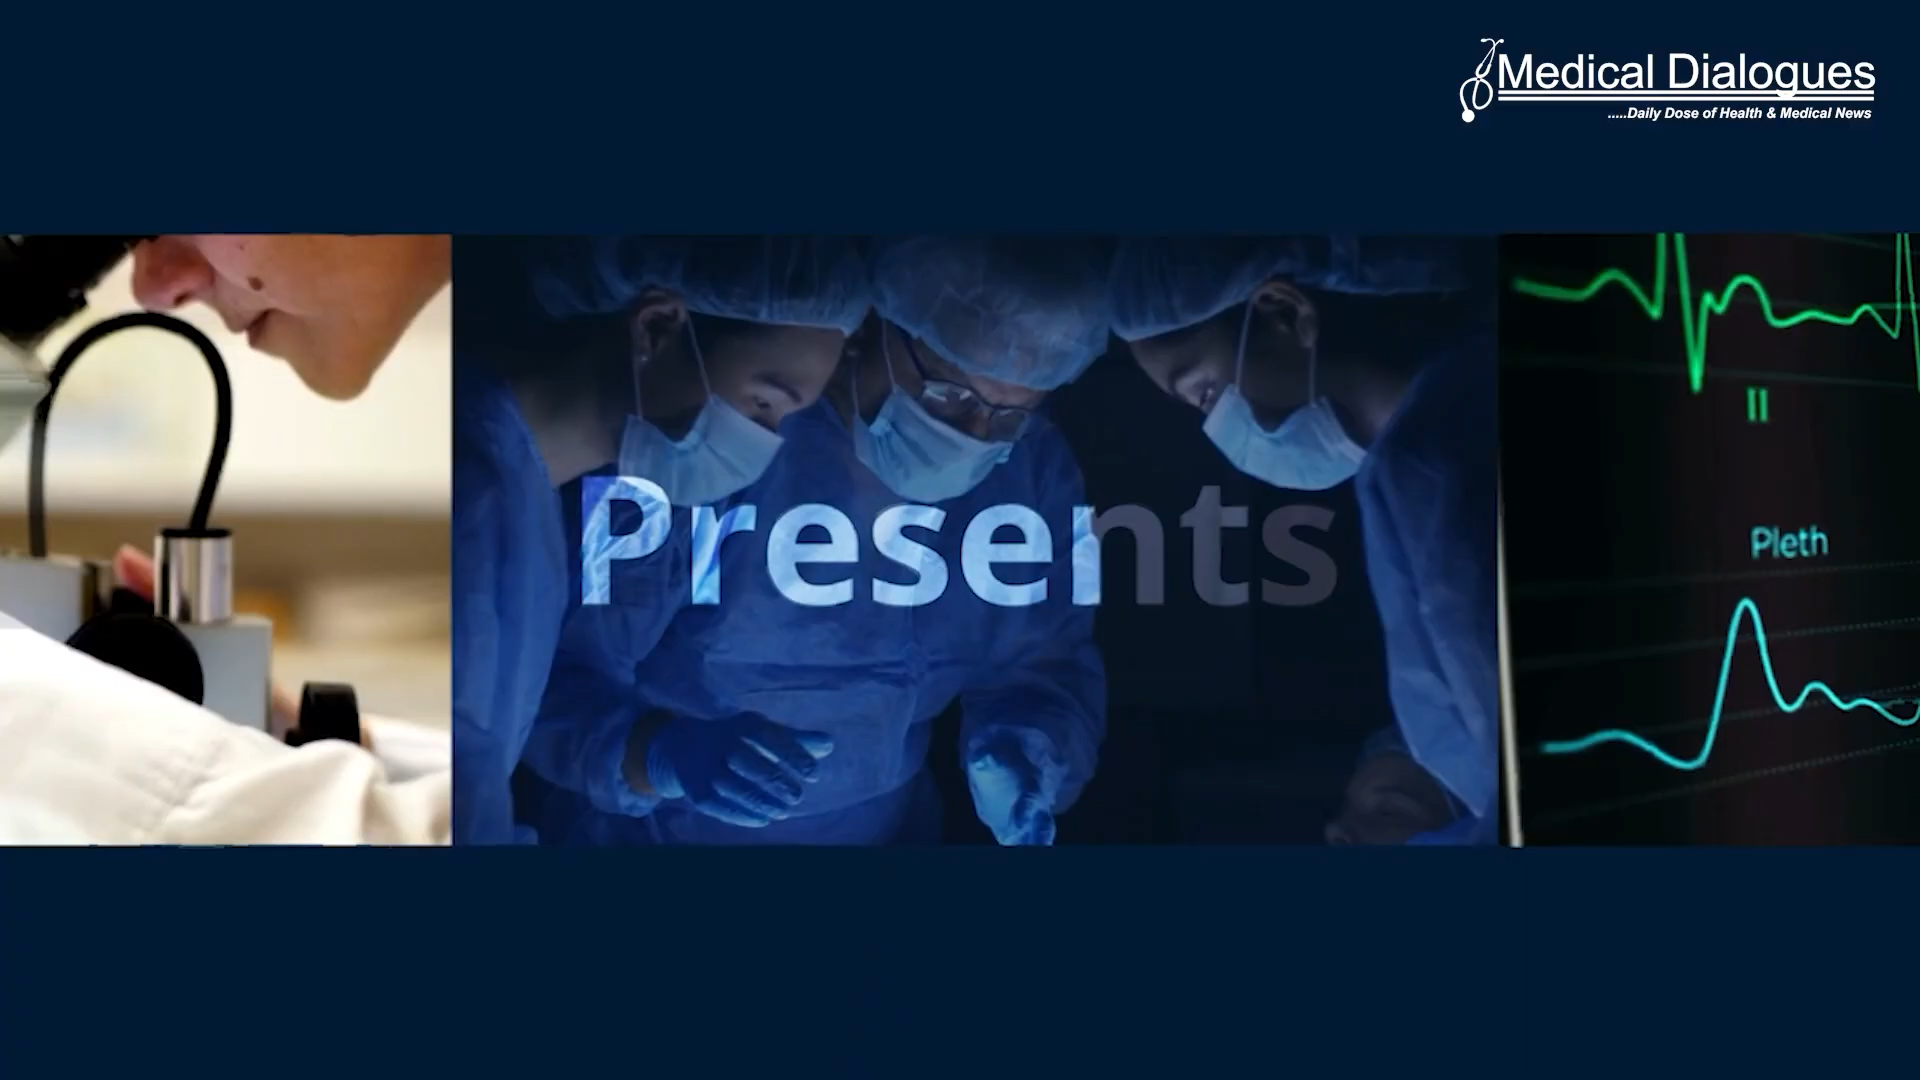 Medical Dialogues
.....Daily Dose of Health & Medical News
II
Presents
Pleth